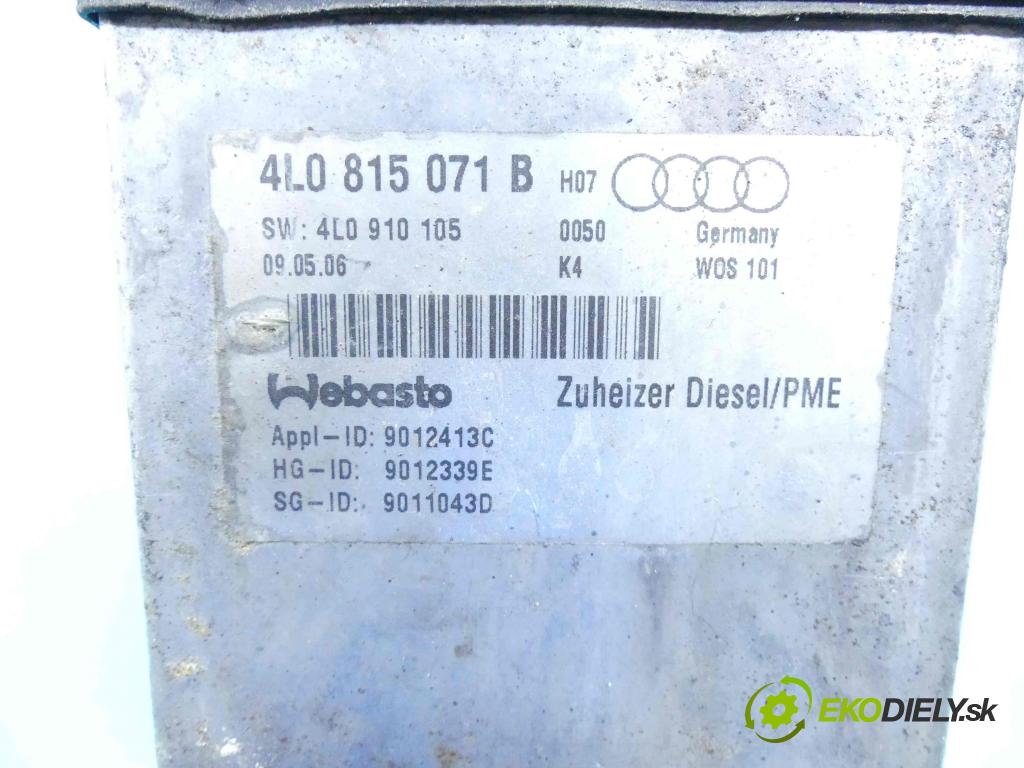 4L0 815 071 B H07
SW: 4L0 910 105 0050 Germany
09.05.06 K4 WOS 101
Webasto Zuheizer Diesel/PME
Appl-ID: 9012413C
HG-ID: 9012339E
SG-ID: 9011043D
EKODIELY.sk